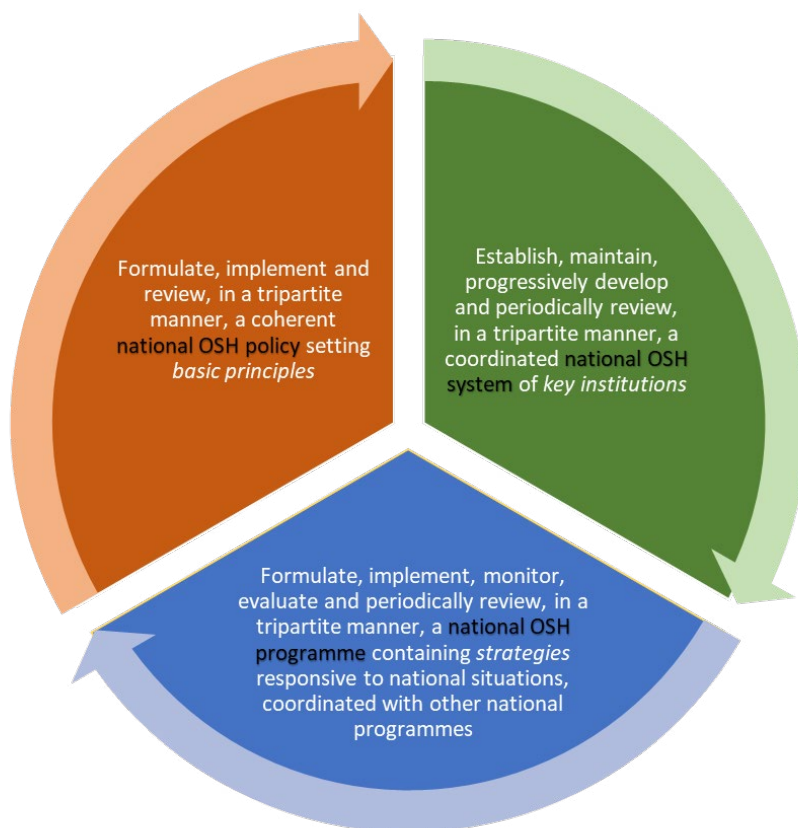 Formulate, implement and
review, in a tripartite
manner, a coherent
national OSH policy setting
basic principles
Establish, maintain,
progressively develop
and periodically review,
in a tripartite manner, a
coordinated national OSH
system of key institutions
Formulate, implement, monitor,
evaluate and periodically review, in a
tripartite manner, a national OSH
programme containing strategies
responsive to national situations,
coordinated with other national
programmes